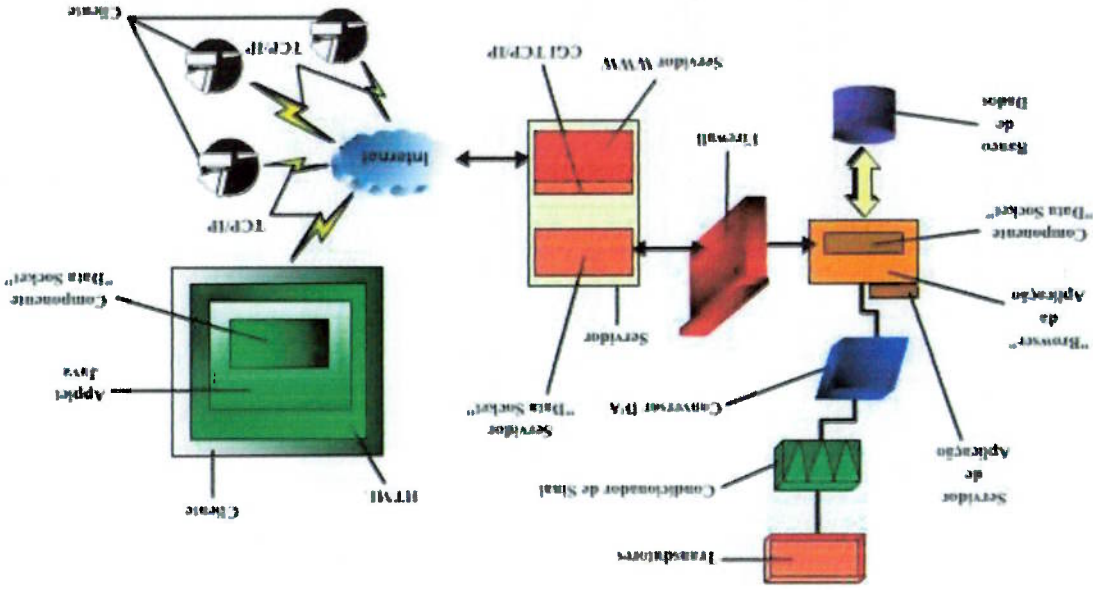 Transdutores
Condicionador de Sinal
Servidor
de
Aplicação
Conversor D/A
"Browser"
da
Aplicação
Componente
"Data Socket"
Banco
de
Dados
Firewall
Servidor
"Data Socket"
Servidor
Servidor WWW
CGI TCP/IP
HTML
Cliente
Applet
Java
Componente
"Data Socket"
TCP/IP
Internet
TCP/IP
Cliente